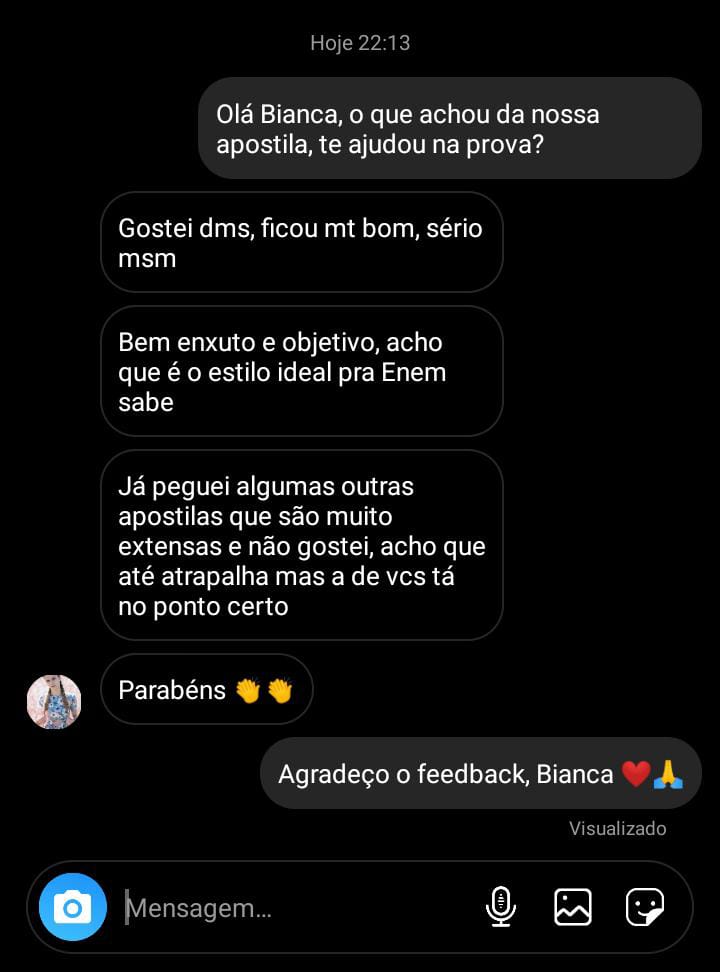 Hoje 22:13
Olá Bianca, o que achou da nossa
apostila, te ajudou na prova?
Gostei dms, ficou mt bom, sério
msm
Bem enxuto e objetivo, acho
que é o estilo ideal pra Enem
sabe
Já peguei algumas outras
apostilas que são muito
extensas e não gostei, acho que
até atrapalha mas a de vcs tá
no ponto certo
Parabéns 👏👏
Agradeço o feedback, Bianca ❤️🙏
Visualizado
Mensagem...